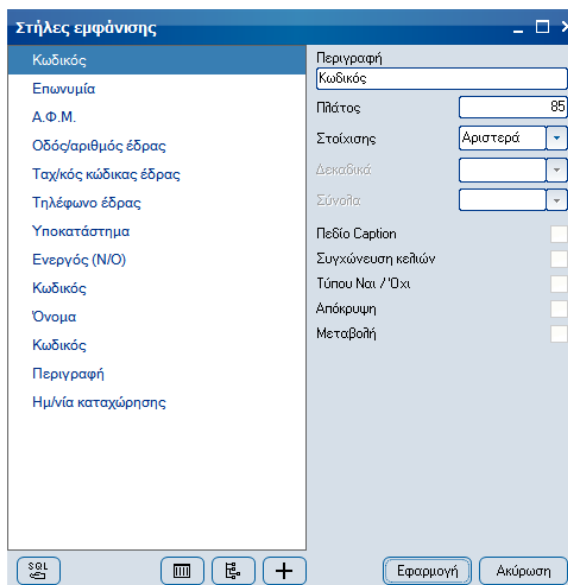 Στήλες εμφάνισης
Κωδικός
Επωνυμία
Α.Φ.Μ.
Οδός/αριθμός έδρας
Ταχ/κός κώδικας έδρας
Τηλέφωνο έδρας
Υποκατάστημα
Ενεργός (Ν/Ο)
Κωδικός
Όνομα
Κωδικός
Περιγραφή
Ημ/νία καταχώρησης
Περιγραφή
Κωδικός
Πλάτος 85
Στοίχισης Αριστερά
Δεκαδικά
Σύνολα
Πεδίο Caption
Συγχώνευση κελιών
Τύπου Ναι / Όχι
Απόκρυψη
Μεταβολή
SQL
Εφαρμογή
Ακύρωση